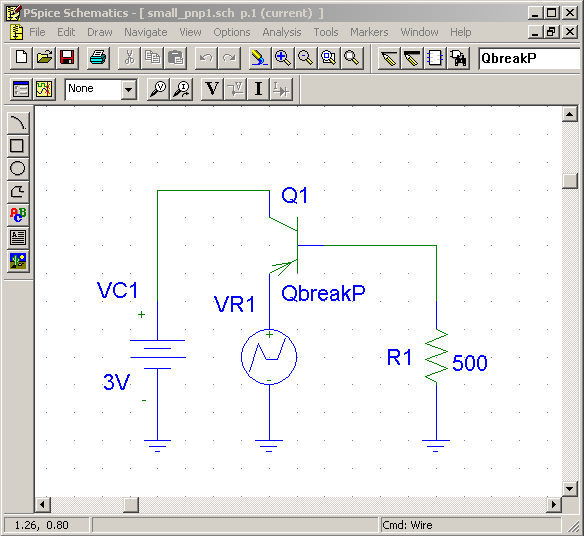 PSpice Schematics - [ small_pnp1.sch p.1 (current) ]
File Edit Draw Navigate View Options Analysis Tools Markers Window Help
QbreakP
None
V V I I
ABC
Q1
VC1
+
VR1
QbreakP
+
R1
500
3V
-
-
1.26, 0.80
Cmd: Wire